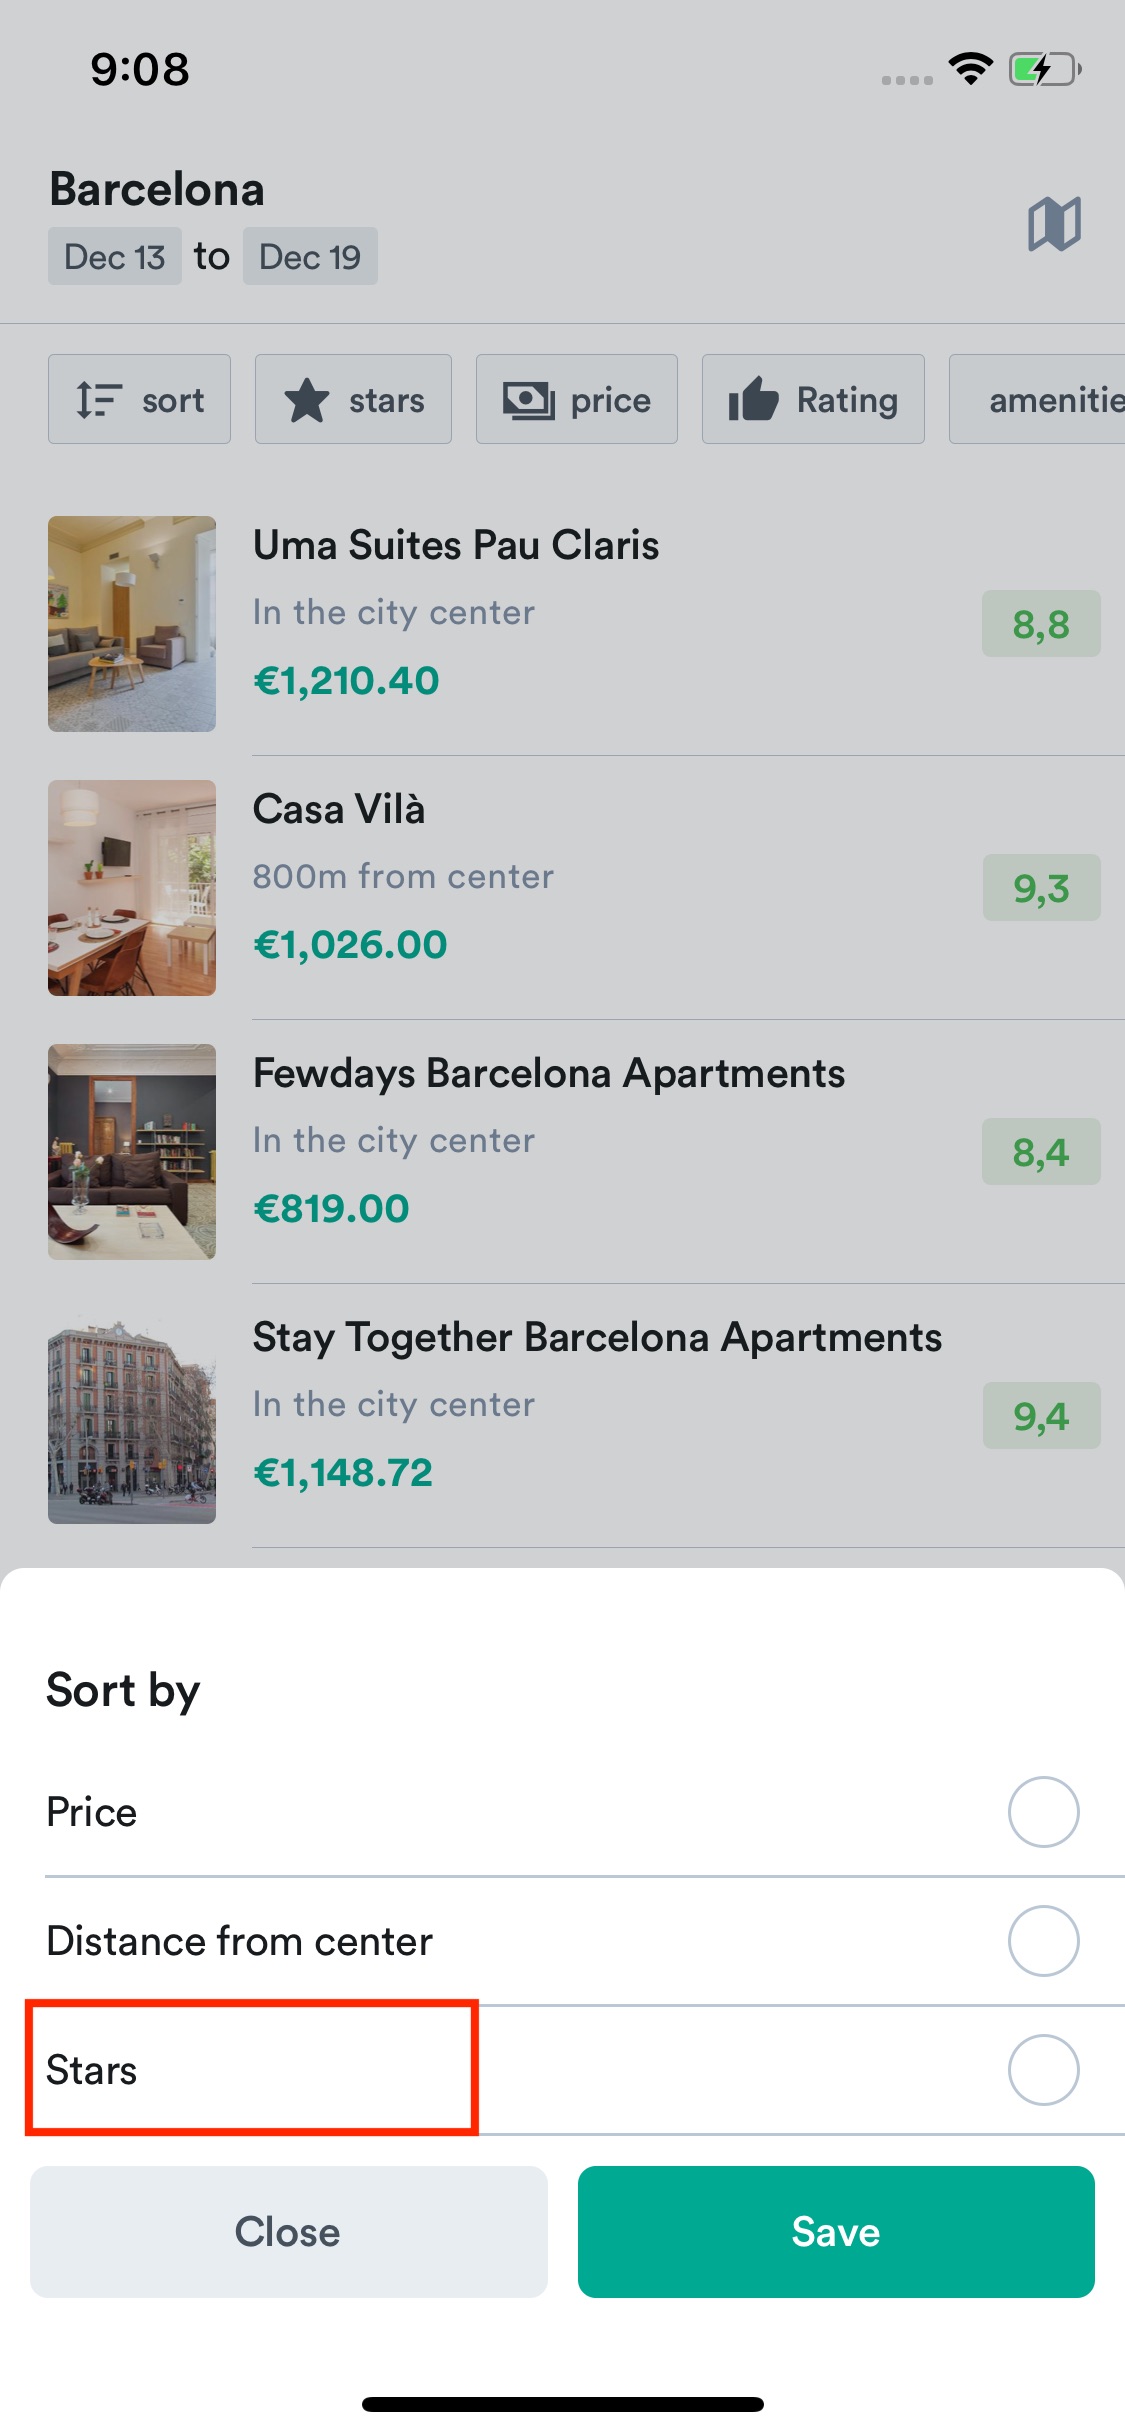 9:08
Barcelona
Dec 13 to Dec 19
sort stars price Rating amenitie
Uma Suites Pau Claris
In the city center
8,8
€1,210.40
Casa Vilà
800m from center
9,3
€1,026.00
Fewdays Barcelona Apartments
In the city center
8,4
€819.00
Stay Together Barcelona Apartments
In the city center
9,4
€1,148.72
Sort by
Price
Distance from center
Stars
Close Save